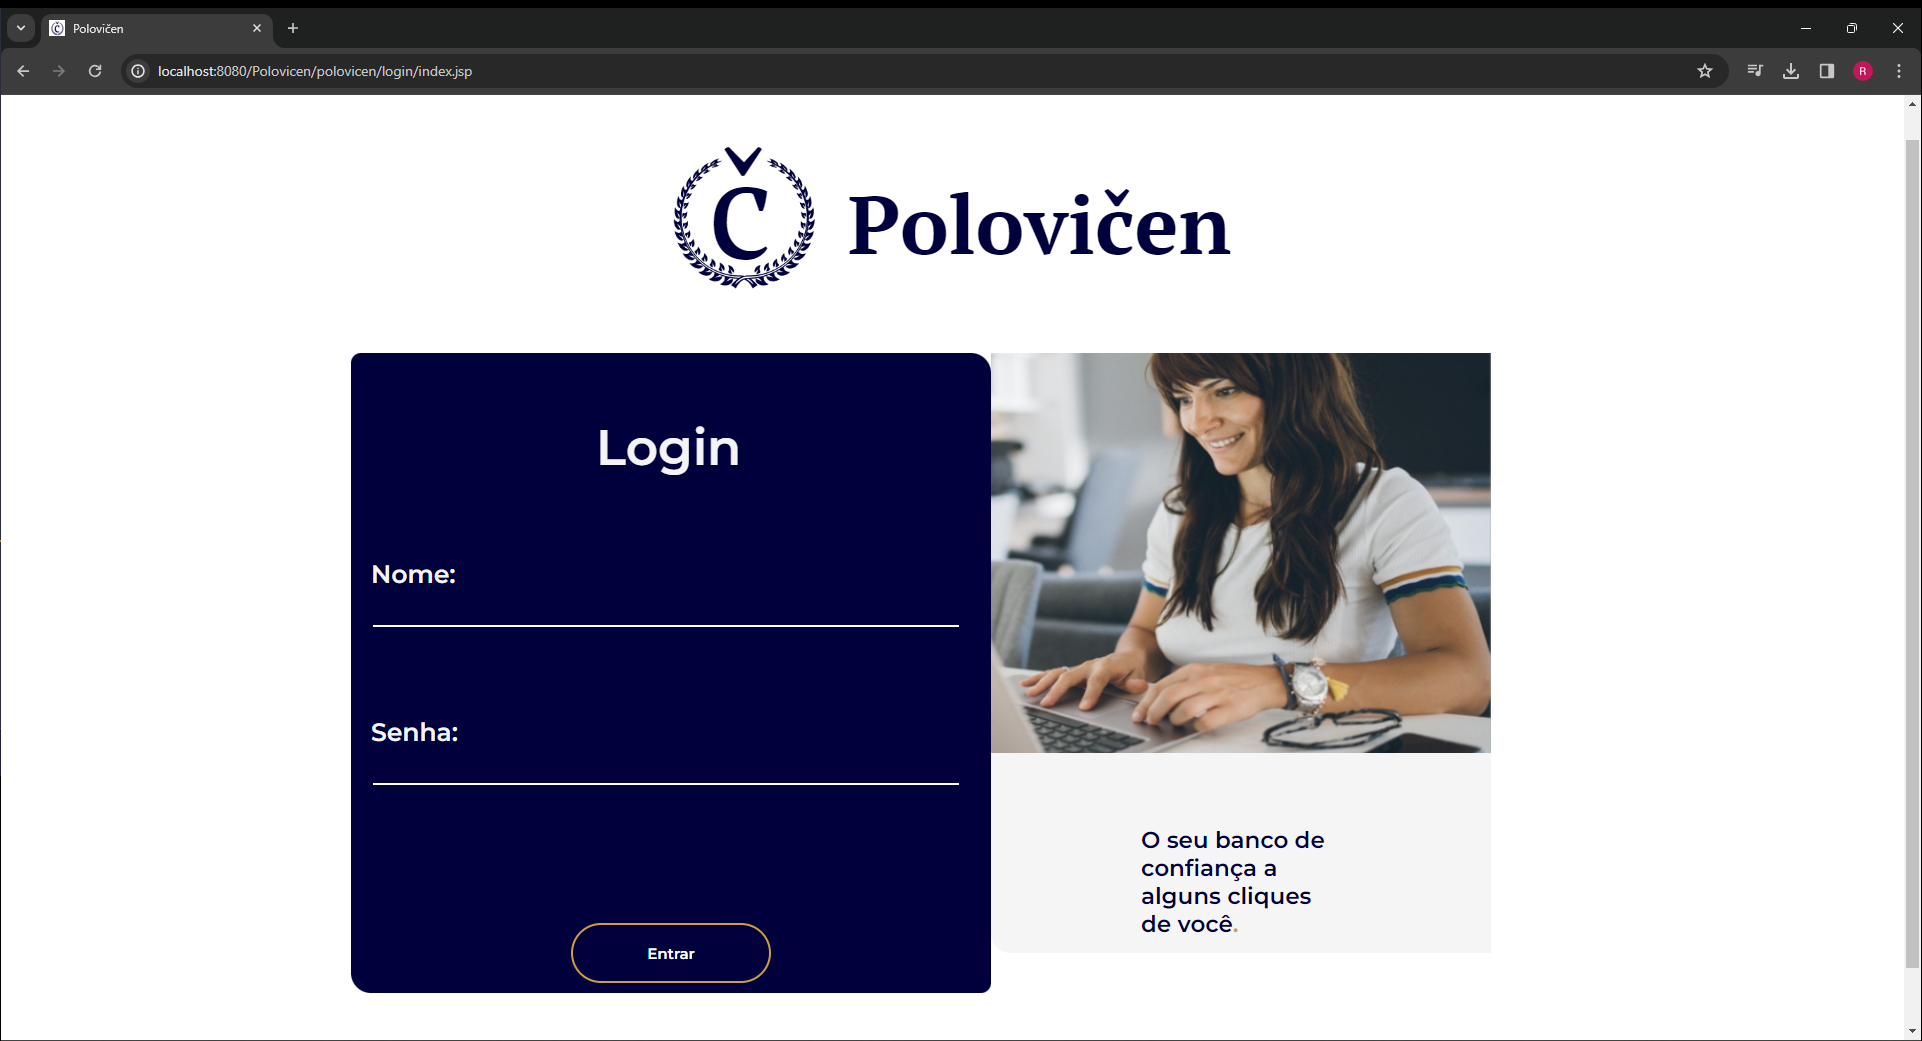 Polovičen
localhost:8080/Polovicen/polovicen/login/index.jsp
R
Č
Polovičen
Login
Nome:
Senha:
Entrar
O seu banco de
confiança a
alguns cliques
de você.